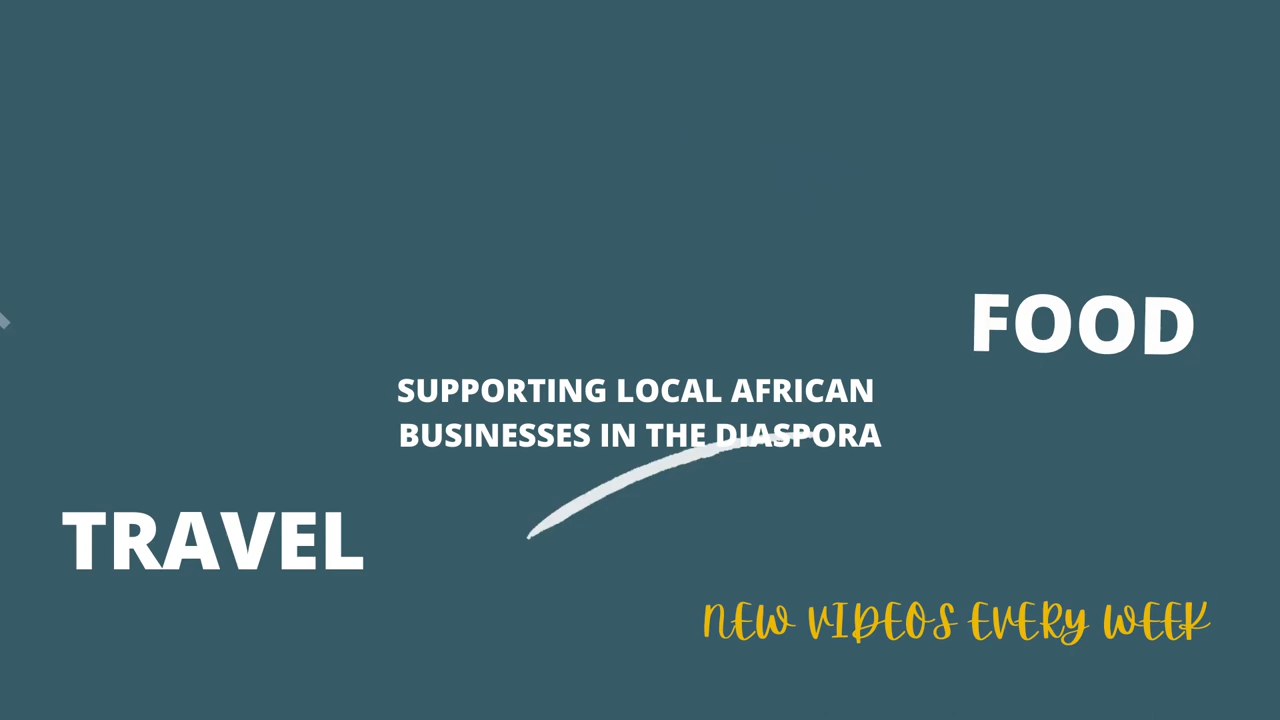 FOOD
SUPPORTING LOCAL AFRICAN
BUSINESSES IN THE DIASPORA
TRAVEL
NEW VIDEOS EVERY WEEK